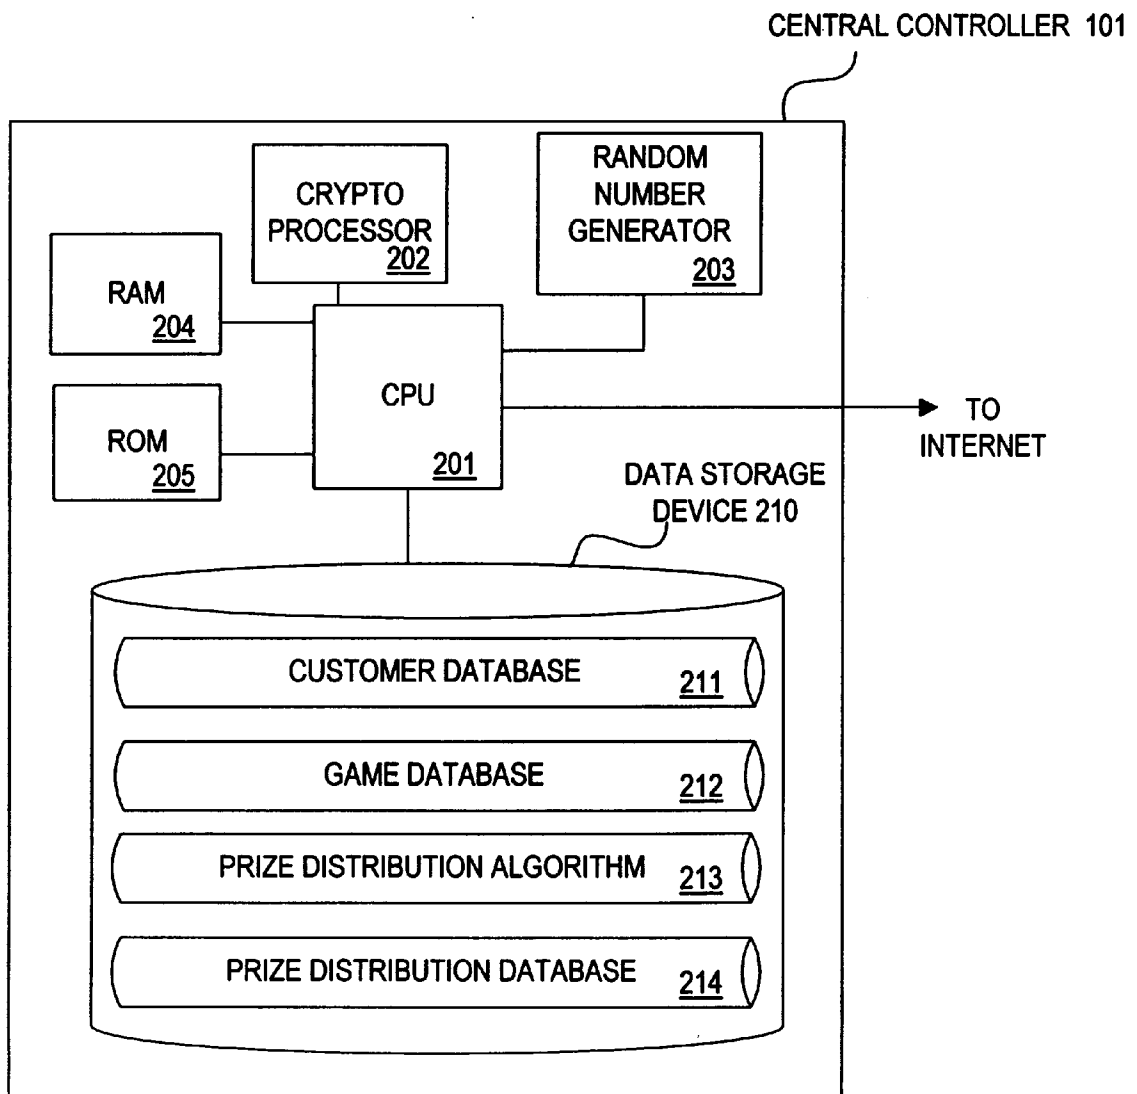 CENTRAL CONTROLLER 101
CRYPTO
PROCESSOR
202
RANDOM
NUMBER
GENERATOR
203
RAM
204
CPU
201
ROM
205
TO
INTERNET
DATA STORAGE
DEVICE 210
CUSTOMER DATABASE 211
GAME DATABASE 212
PRIZE DISTRIBUTION ALGORITHM 213
PRIZE DISTRIBUTION DATABASE 214